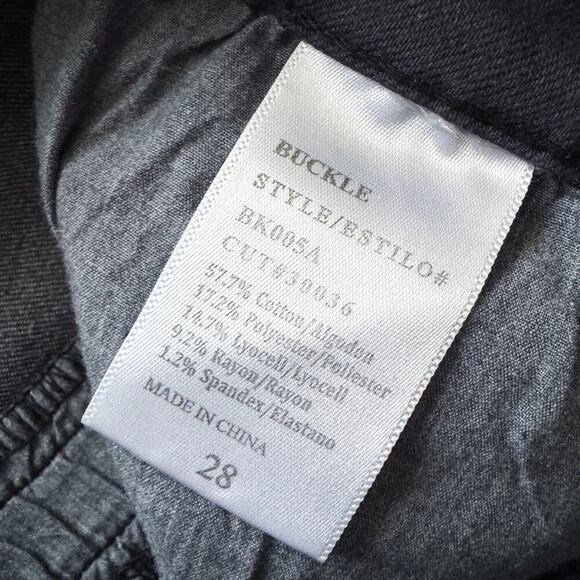 BUCKLE
STYLE/ESTILO#
BK005A
CUT#30036
57.7% Cotton/Algodon
17.2% Polyester/Poliester
14.7% Lyocell/Lyocell
9.2% Rayon/Rayon
1.2% Spandex/Elastano
MADE IN CHINA
28